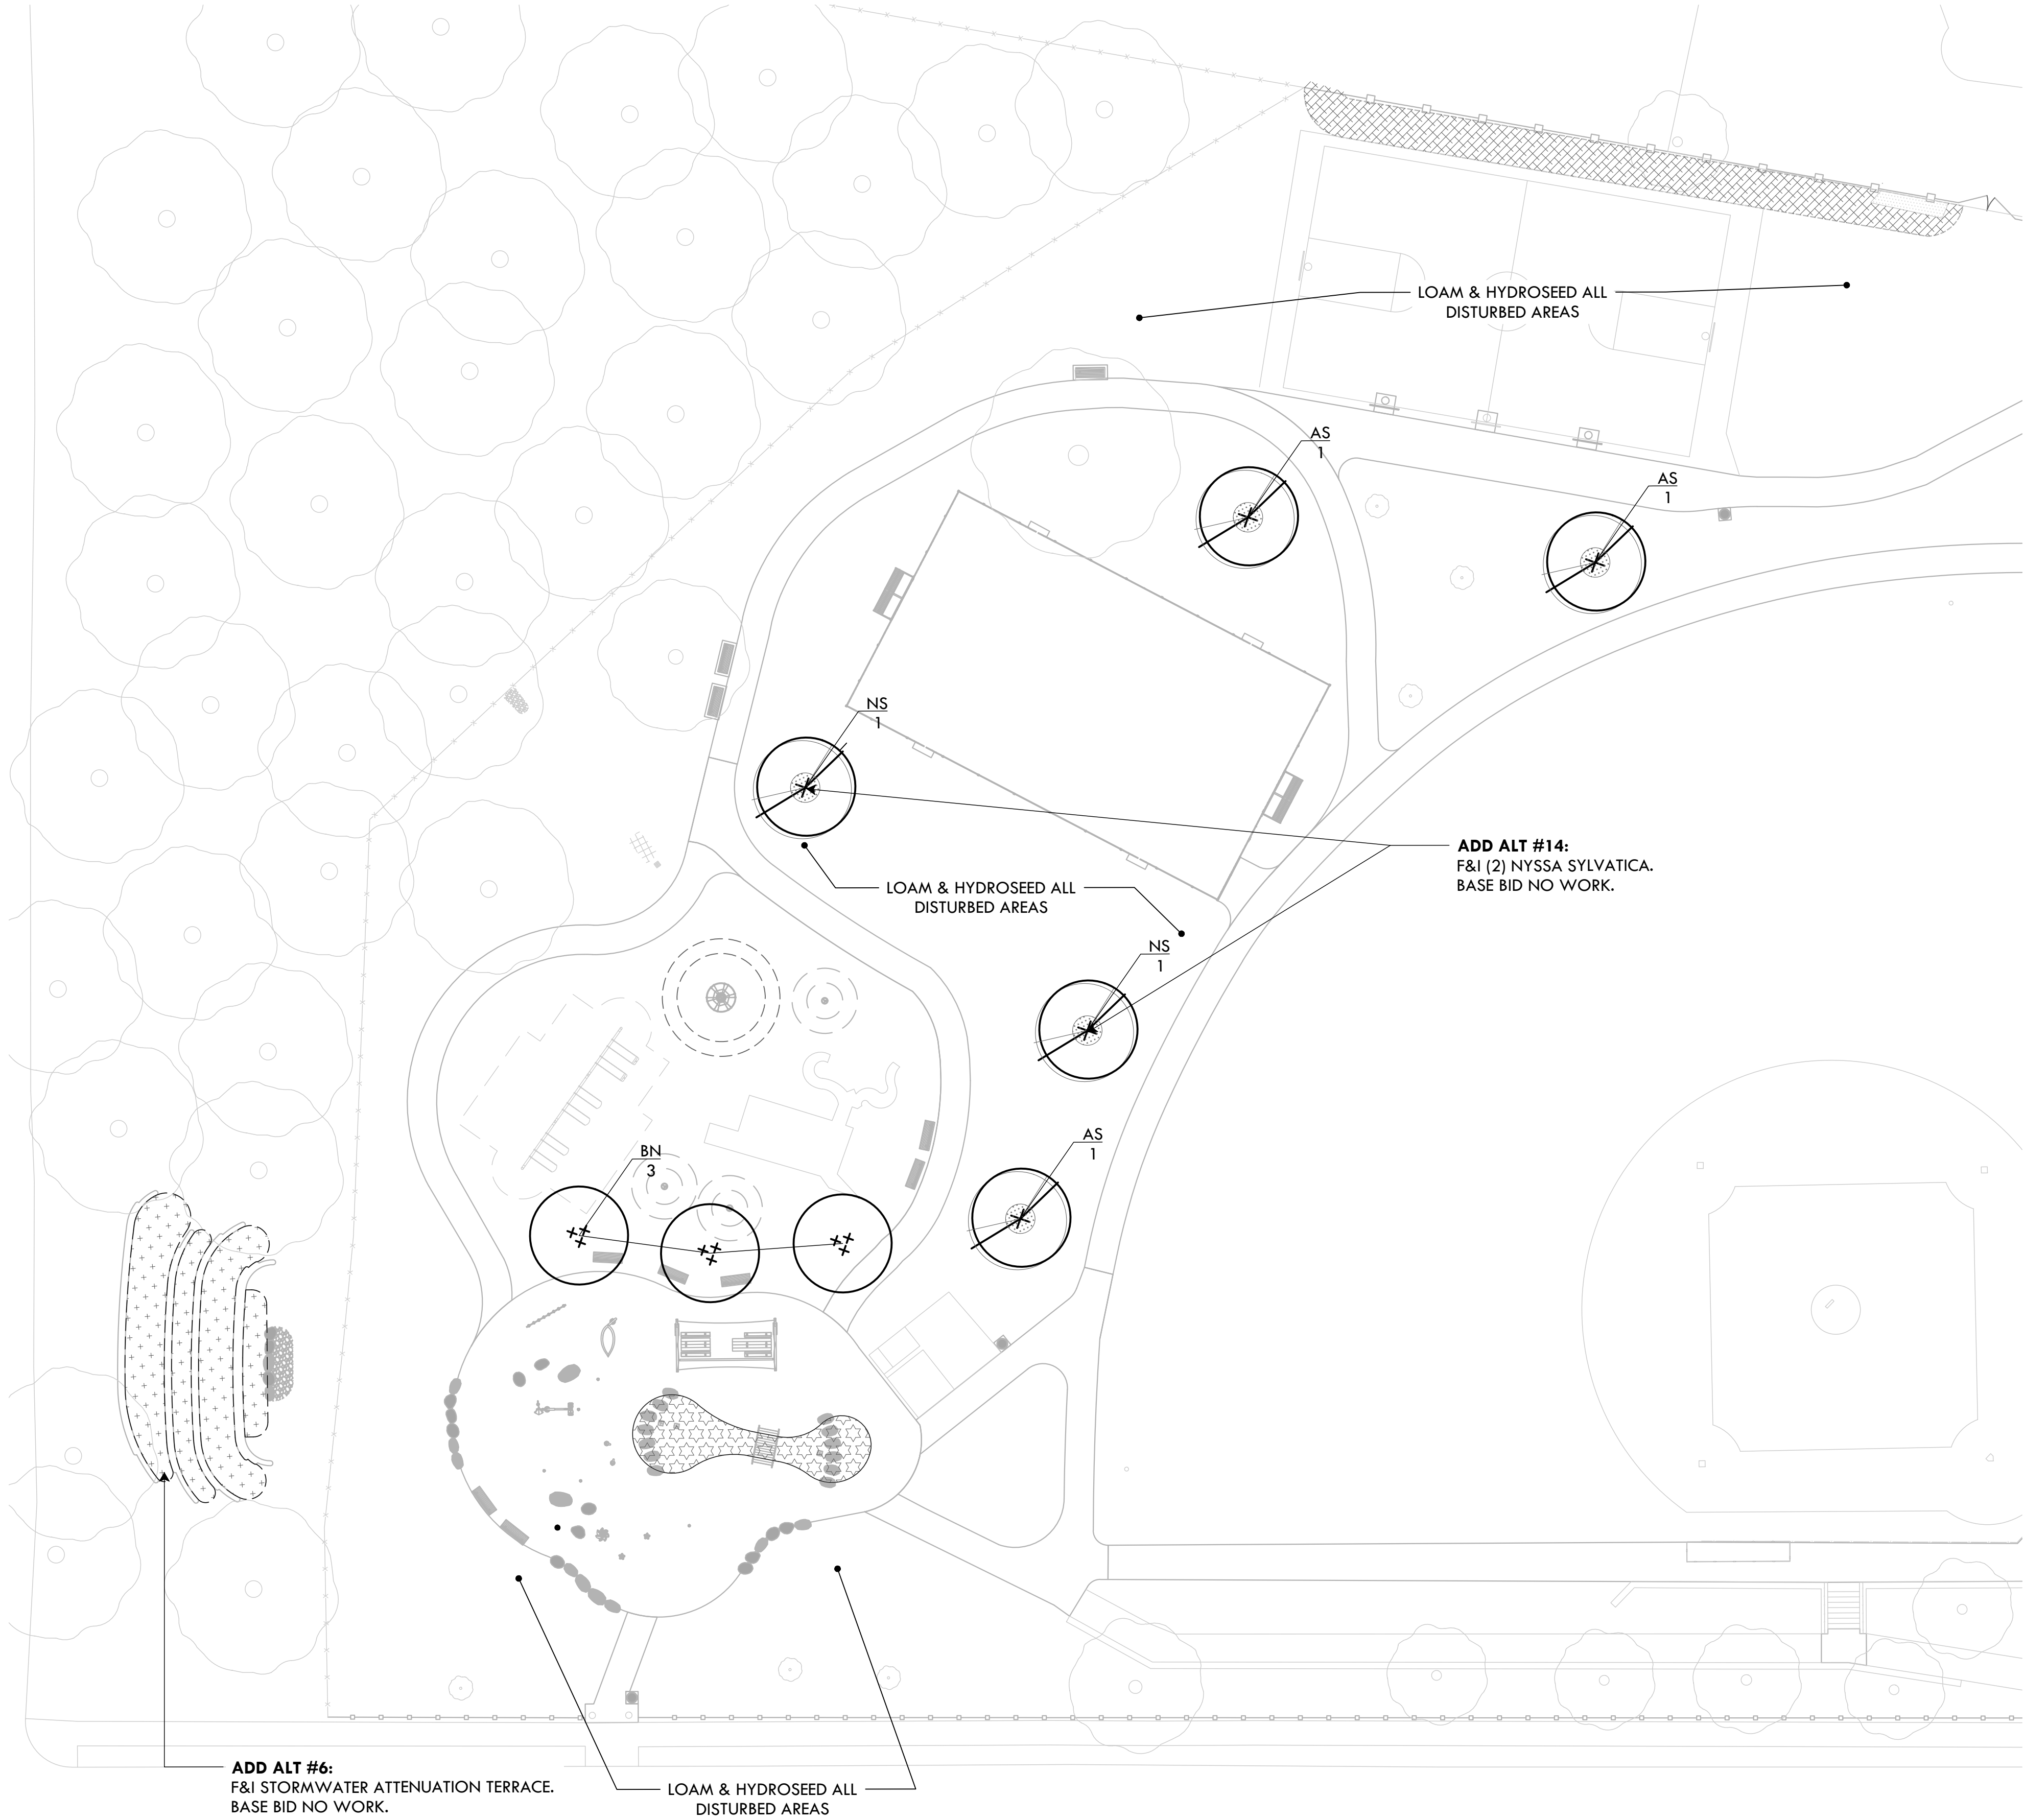 LOAM & HYDROSEED ALL
DISTURBED AREAS
AS
1
AS
1
NS
1
ADD ALT #14:
F&I (2) NYSSA SYLVATICA.
BASE BID NO WORK.
LOAM & HYDROSEED ALL
DISTURBED AREAS
NS
1
AS
1
BN
3
ADD ALT #6:
F&I STORMWATER ATTENUATION TERRACE.
BASE BID NO WORK.
LOAM & HYDROSEED ALL
DISTURBED AREAS